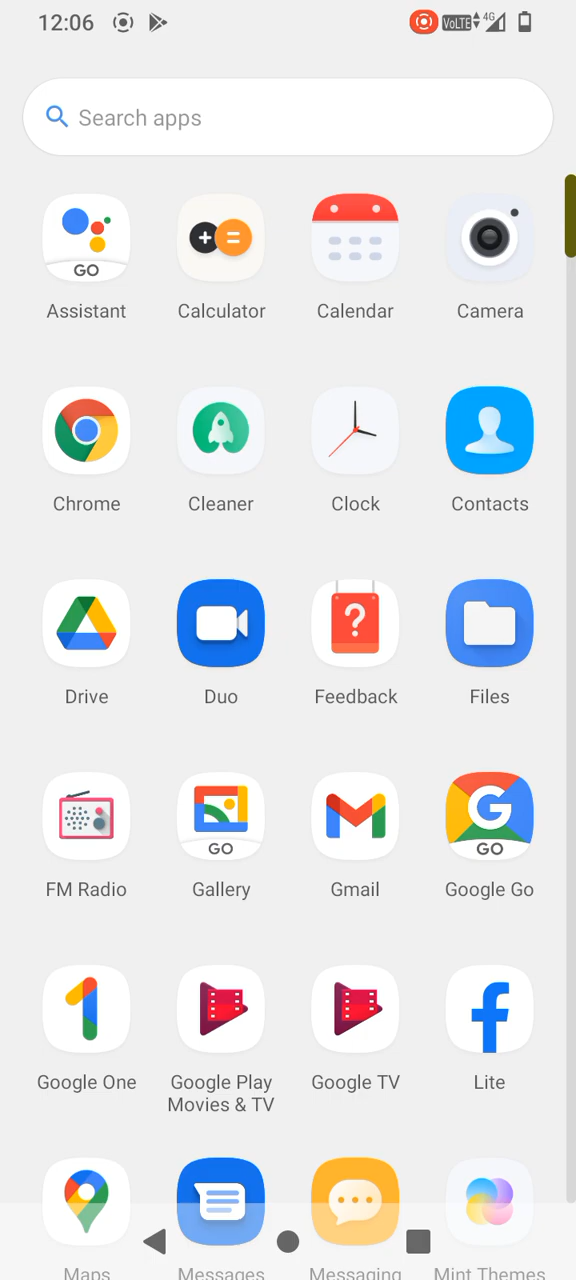 12:06
VoLTE 4G
Search apps
GO
Assistant
Calculator
Calendar
Camera
Chrome
Cleaner
Clock
Contacts
Drive
Duo
Feedback
Files
FM Radio
GO
Gallery
Gmail
GO
Google Go
Google One
Google Play
Movies & TV
Google TV
Lite
Maps
Messages
Messaging
Mint Themes